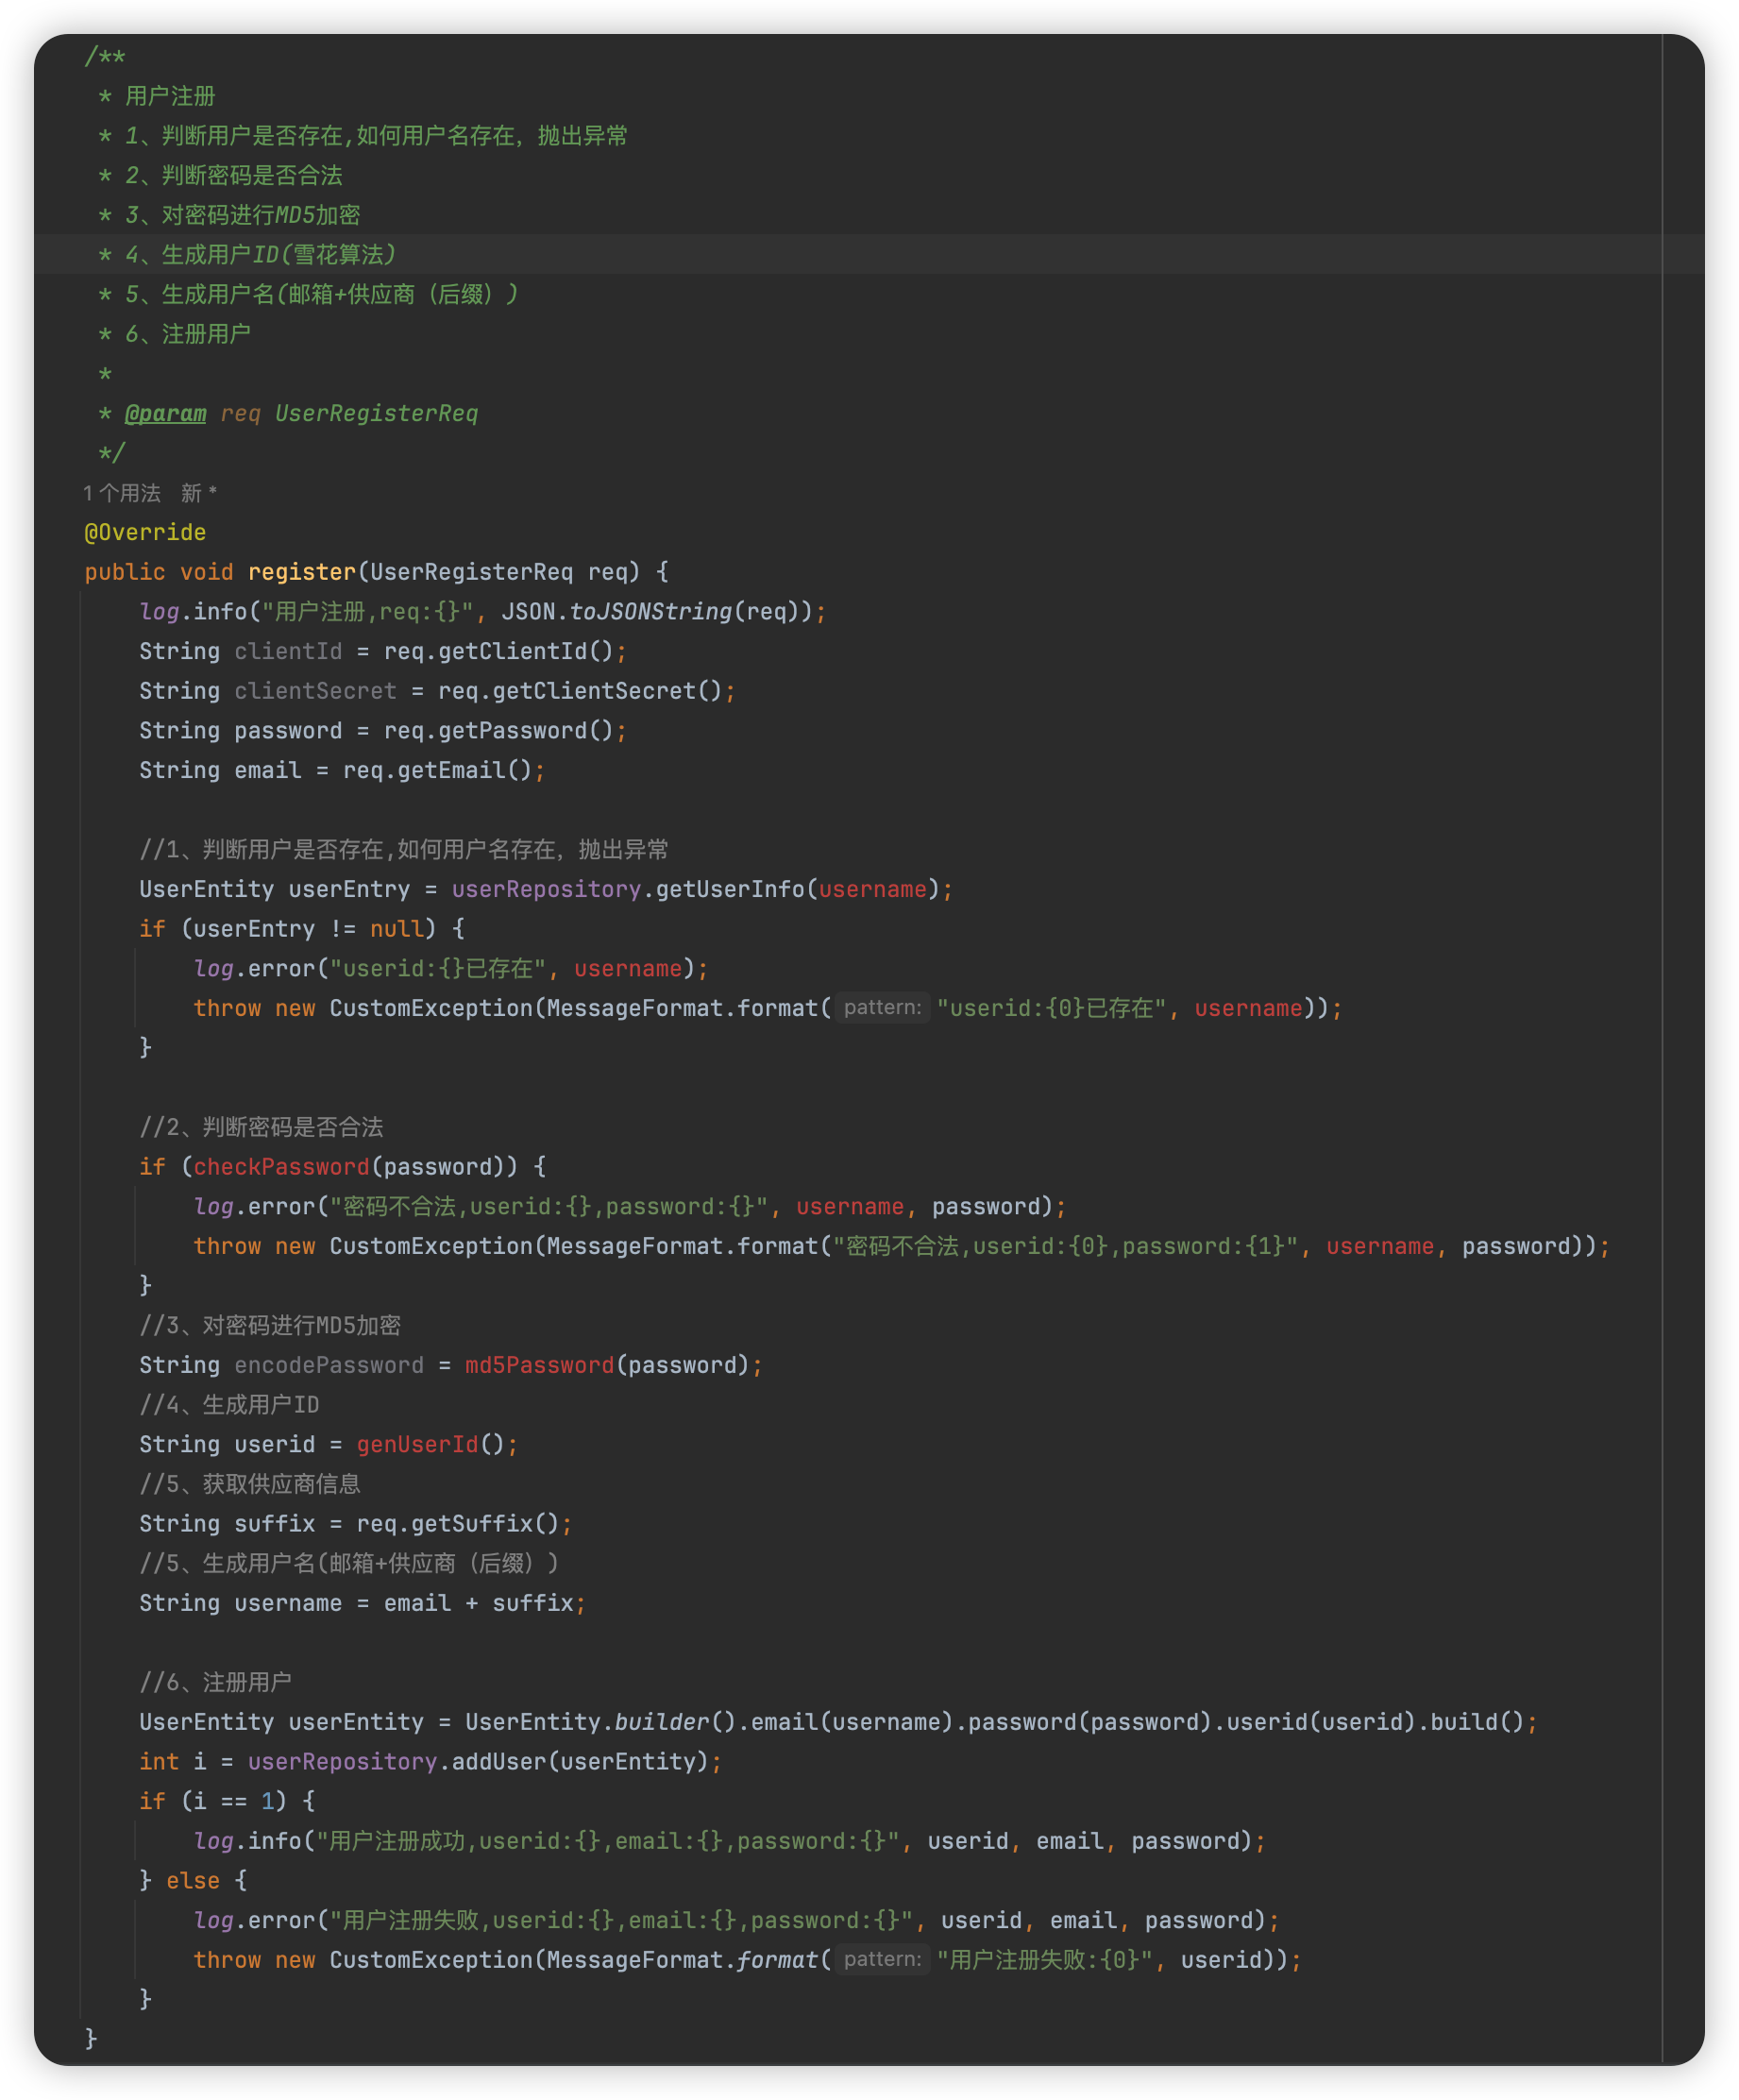 /**
 * 用户注册
 * 1、判断用户是否存在,如何用户名存在，抛出异常
 * 2、判断密码是否合法
 * 3、对密码进行MD5加密
 * 4、生成用户ID(雪花算法)
 * 5、生成用户名(邮箱+供应商（后缀）)
 * 6、注册用户
 *
 * @param req UserRegisterReq
 */
1 个用法 新 *
@Override
public void register(UserRegisterReq req) {
    log.info("用户注册,req:{}", JSON.toJSONString(req));
    String clientId = req.getClientId();
    String clientSecret = req.getClientSecret();
    String password = req.getPassword();
    String email = req.getEmail();

    //1、判断用户是否存在,如何用户名存在，抛出异常
    UserEntity userEntry = userRepository.getUserInfo(username);
    if (userEntry != null) {
        log.error("userid:{}已存在", username);
        throw new CustomException(MessageFormat.format( pattern: "userid:{0}已存在", username));
    }

    //2、判断密码是否合法
    if (checkPassword(password)) {
        log.error("密码不合法,userid:{},password:{}", username, password);
        throw new CustomException(MessageFormat.format("密码不合法,userid:{0},password:{1}", username, password));
    }
    //3、对密码进行MD5加密
    String encodePassword = md5Password(password);
    //4、生成用户ID
    String userid = genUserId();
    //5、获取供应商信息
    String suffix = req.getSuffix();
    //5、生成用户名(邮箱+供应商（后缀）)
    String username = email + suffix;

    //6、注册用户
    UserEntity userEntity = UserEntity.builder().email(username).password(password).userid(userid).build();
    int i = userRepository.addUser(userEntity);
    if (i == 1) {
        log.info("用户注册成功,userid:{},email:{},password:{}", userid, email, password);
    } else {
        log.error("用户注册失败,userid:{},email:{},password:{}", userid, email, password);
        throw new CustomException(MessageFormat.format( pattern: "用户注册失败:{0}", userid));
    }
}